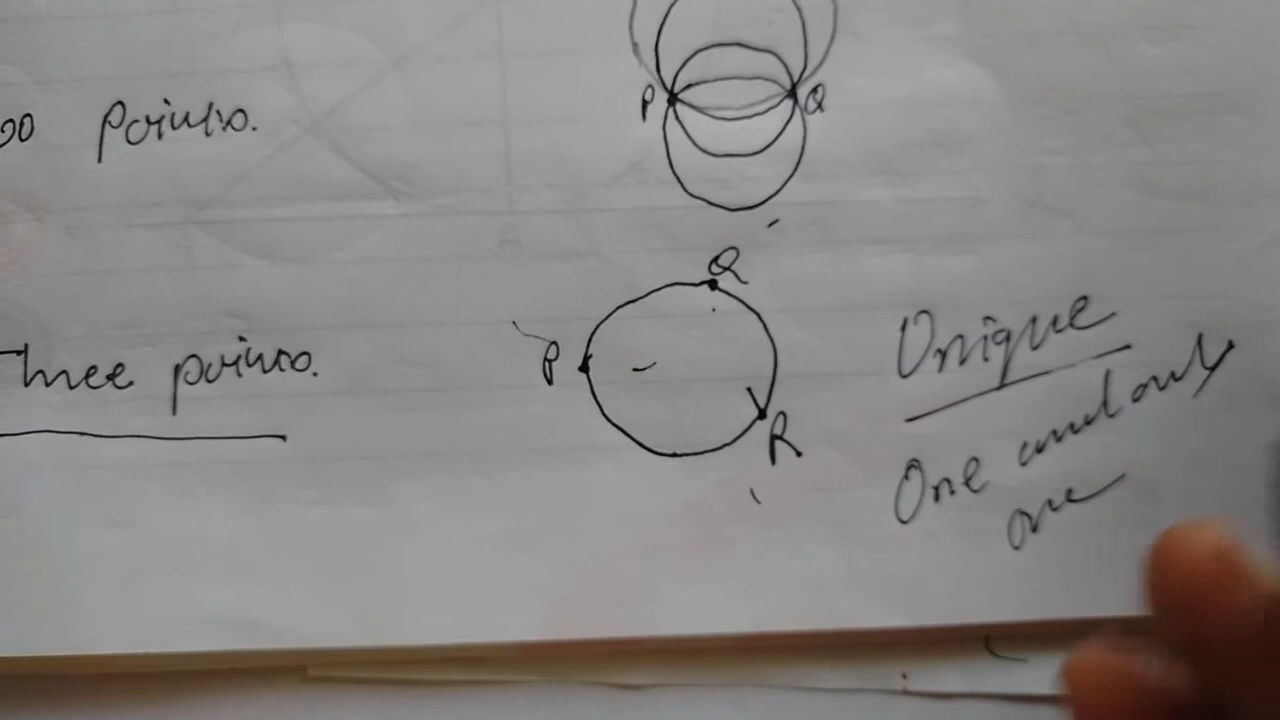 points.
P Q
Q
Three points.
P
R
Unique
One and only
one